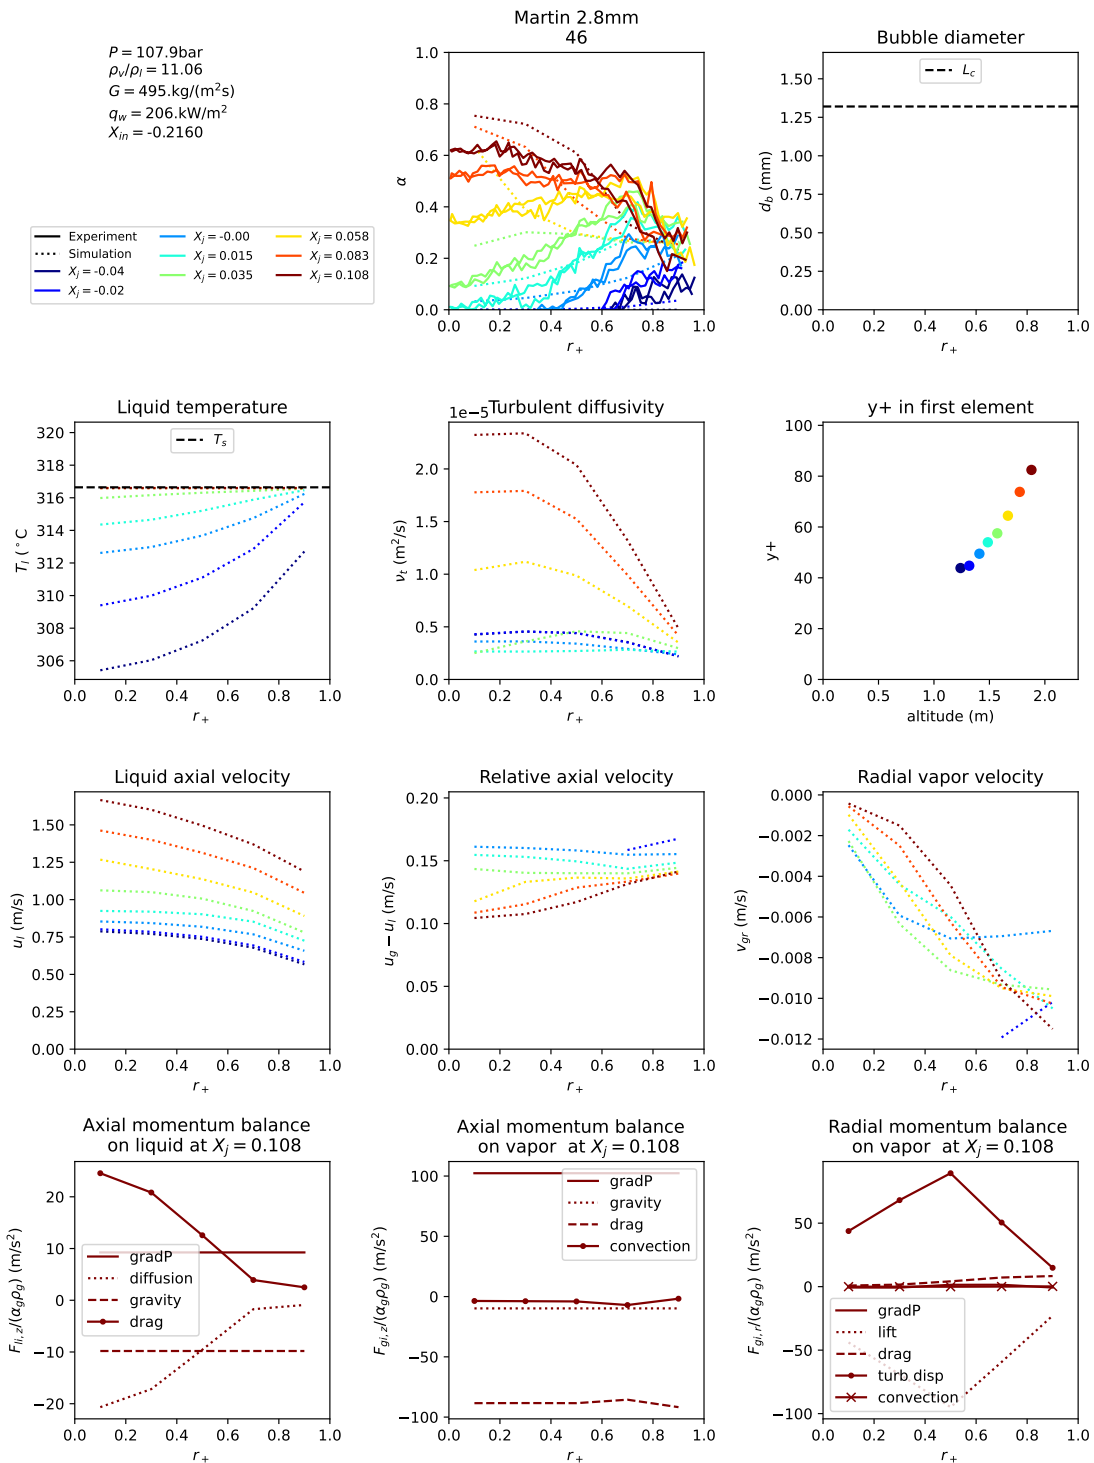 P = 107.9bar
ρv/ρl = 11.06
G = 495.kg/(m²s)
qw = 206.kW/m²
Xin = -0.2160
Experiment
Simulation
Xj = -0.04
Xj = -0.02
Xj = -0.00
Xj = 0.015
Xj = 0.035
Xj = 0.058
Xj = 0.083
Xj = 0.108
Martin 2.8mm
46
1.0
0.8
0.6
0.4
0.2
0.0
α
0.0 0.2 0.4 0.6 0.8 1.0
r+
Bubble diameter
Lc
1.50
1.25
1.00
0.75
0.50
0.25
0.00
db (mm)
0.0 0.2 0.4 0.6 0.8 1.0
r+
Liquid temperature
Ts
320
318
316
314
312
310
308
306
Tl (°C
0.0 0.2 0.4 0.6 0.8 1.0
r+
1e−5
Turbulent diffusivity
2.0
1.5
1.0
0.5
0.0
νt (m²/s)
0.0 0.2 0.4 0.6 0.8 1.0
r+
y+ in first element
100
80
60
40
20
0
y+
0.0 0.5 1.0 1.5 2.0
altitude (m)
Liquid axial velocity
1.50
1.25
1.00
0.75
0.50
0.25
0.00
ul (m/s)
0.0 0.2 0.4 0.6 0.8 1.0
r+
Relative axial velocity
0.20
0.15
0.10
0.05
0.00
ug − ul (m/s)
0.0 0.2 0.4 0.6 0.8 1.0
r+
Radial vapor velocity
0.000
−0.002
−0.004
−0.006
−0.008
−0.010
−0.012
vgr (m/s)
0.0 0.2 0.4 0.6 0.8 1.0
r+
Axial momentum balance
on liquid at Xj = 0.108
20
10
0
−10
−20
Fli,z/(αgρg) (m/s²)
gradP
diffusion
gravity
drag
0.0 0.2 0.4 0.6 0.8 1.0
r+
Axial momentum balance
on vapor at Xj = 0.108
100
50
0
−50
−100
Fgi,z/(αgρg) (m/s²)
gradP
gravity
drag
convection
0.0 0.2 0.4 0.6 0.8 1.0
r+
Radial momentum balance
on vapor at Xj = 0.108
50
0
−50
−100
Fgi,r/(αgρg) (m/s²)
gradP
lift
drag
turb disp
convection
0.0 0.2 0.4 0.6 0.8 1.0
r+